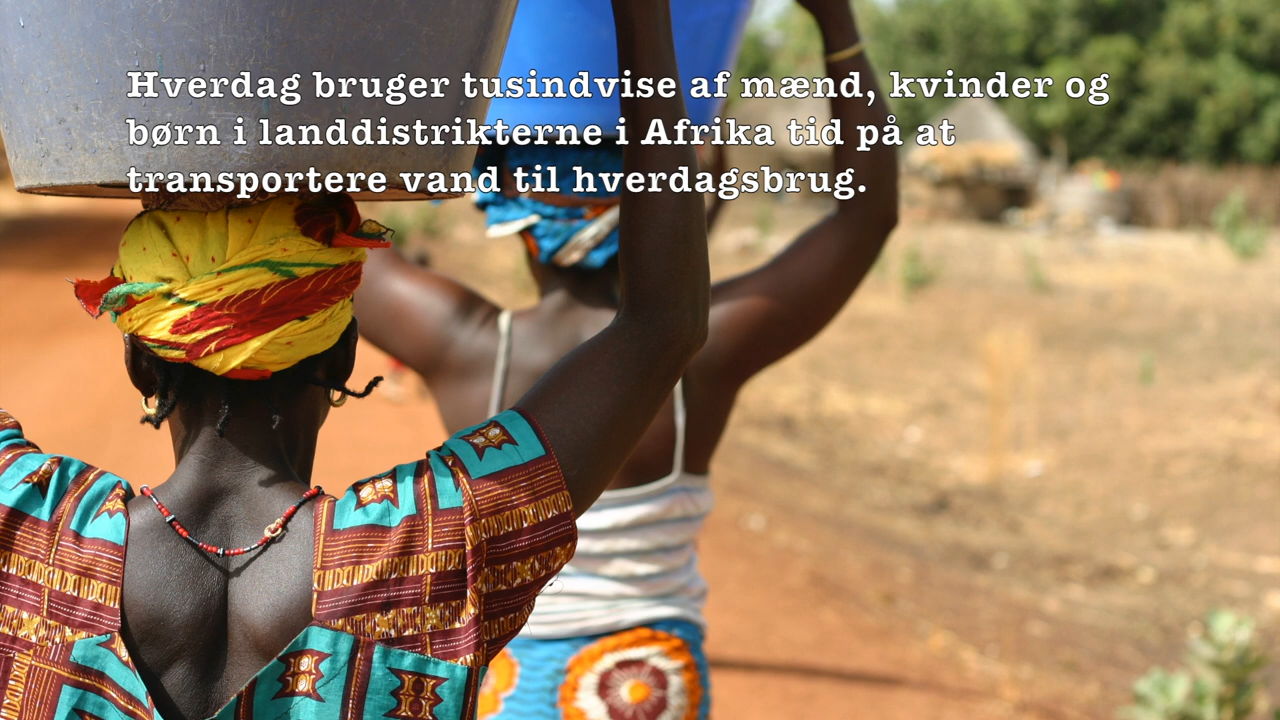 Hverdag bruger tusindvise af mænd, kvinder og
børn i landdistrikterne i Afrika tid på at
transportere vand til hverdagsbrug.